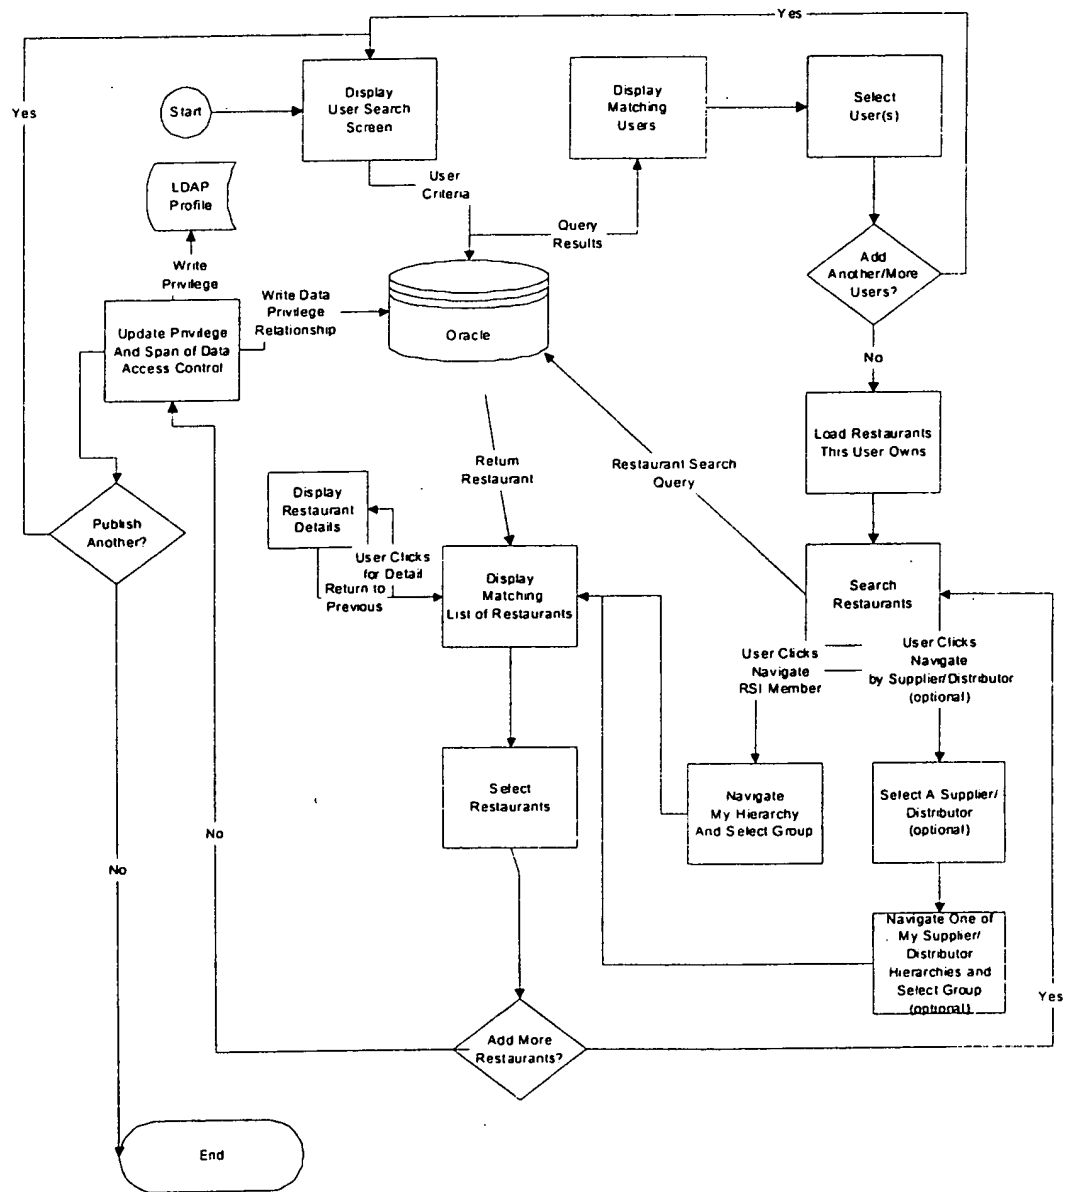 Yes
Yes
Start
Display
User Search
Screen
Display
Matching
Users
Select
User(s)
LDAP
Profile
User
Criteria
Query
Results
Add
Another/More
Users?
Write
Privilege
Write Data
Privilege
Relationship
Update Privilege
And Span of Data
Access Control
Oracle
No
Load Restaurants
This User Owns
Return
Restaurant
Restaurant Search
Query
Display
Restaurant
Details
Publish
Another?
User Clicks
for Detail
Return to
Previous
Display
Matching
List of Restaurants
Search
Restaurants
User Clicks
Navigate
RSI Member
User Clicks
Navigate
by Supplier/Distributor
(optional)
Select
Restaurants
Navigate
My Hierarchy
And Select Group
Select A Supplier/
Distributor
(optional)
No
No
Navigate One of
My Supplier/
Distributor
Hierarchies and
Select Group
(optional)
Yes
Add More
Restaurants?
End